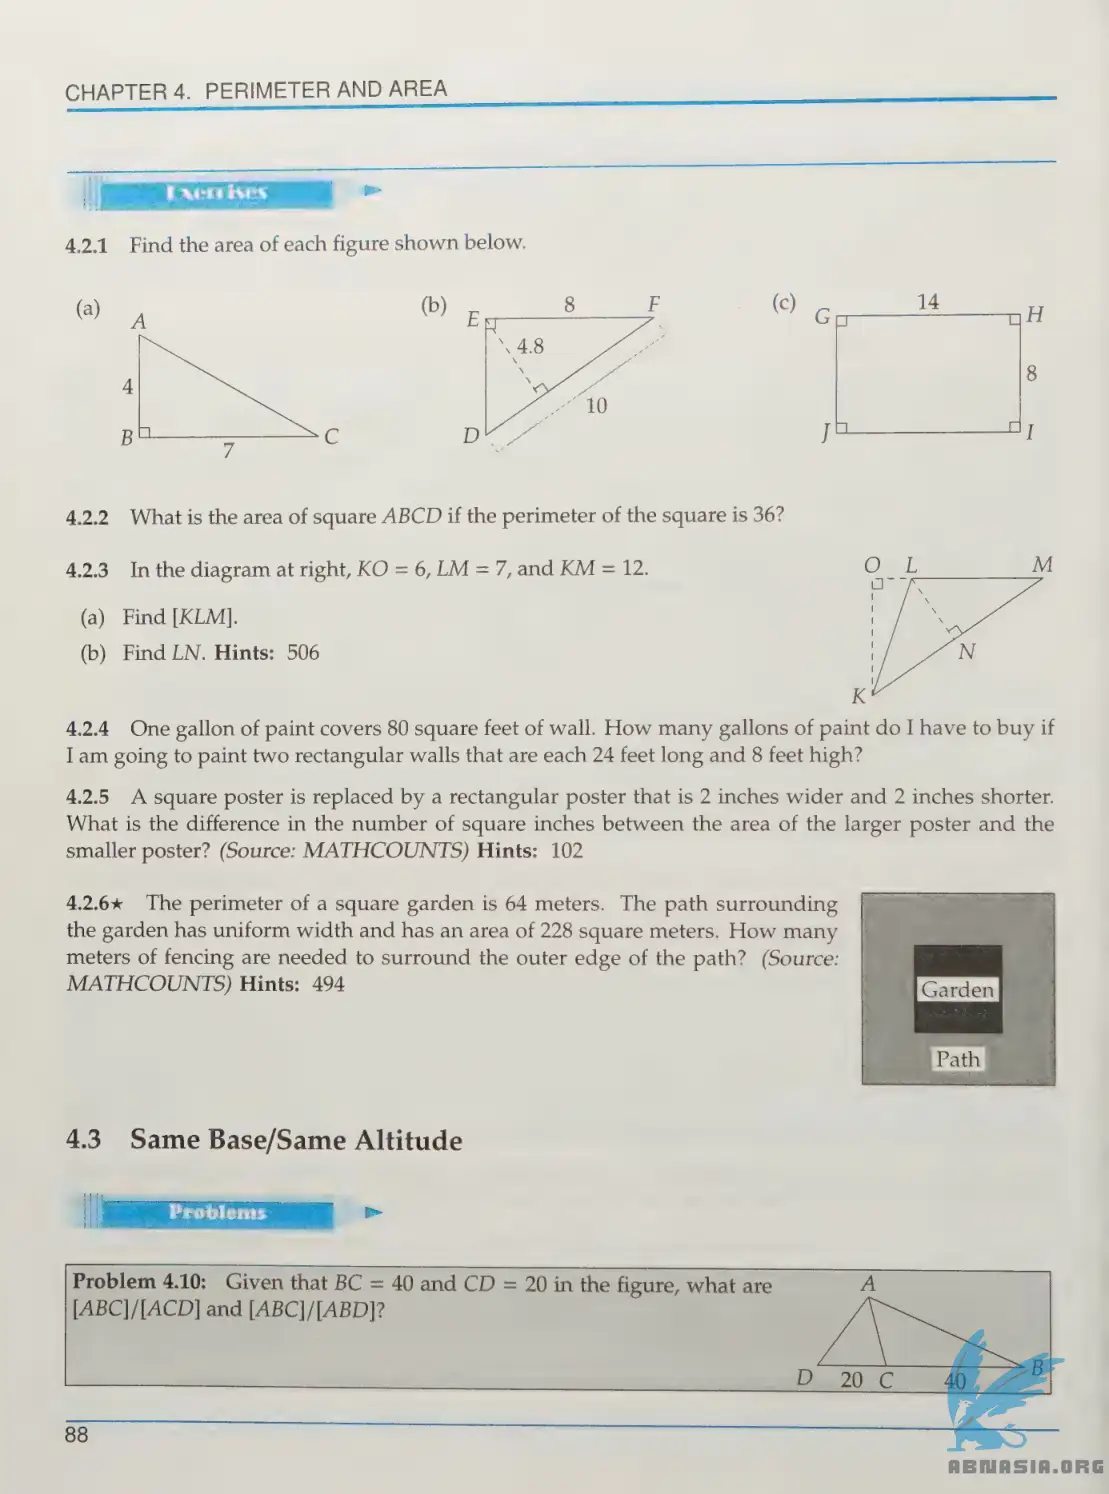 CHAPTER 4. PERIMETER AND AREA
Exercises
4.2.1 Find the area of each figure shown below.
(a)
A
4
B
7
C
(b)
E
8
F
4.8
10
D
(c)
G
14
H
8
J
I
4.2.2 What is the area of square ABCD if the perimeter of the square is 36?
4.2.3 In the diagram at right, KO = 6, LM = 7, and KM = 12.
(a) Find [KLM].
(b) Find LN. Hints: 506
O L M
N
K
4.2.4 One gallon of paint covers 80 square feet of wall. How many gallons of paint do I have to buy if
I am going to paint two rectangular walls that are each 24 feet long and 8 feet high?
4.2.5 A square poster is replaced by a rectangular poster that is 2 inches wider and 2 inches shorter.
What is the difference in the number of square inches between the area of the larger poster and the
smaller poster? (Source: MATHCOUNTS) Hints: 102
4.2.6★ The perimeter of a square garden is 64 meters. The path surrounding
the garden has uniform width and has an area of 228 square meters. How many
meters of fencing are needed to surround the outer edge of the path? (Source:
MATHCOUNTS) Hints: 494
Garden
Path
4.3 Same Base/Same Altitude
Problems
Problem 4.10: Given that BC = 40 and CD = 20 in the figure, what are
[ABC]/[ACD] and [ABC]/[ABD]?
A
D 20 C 40 B
88
ABNASIA.ORG